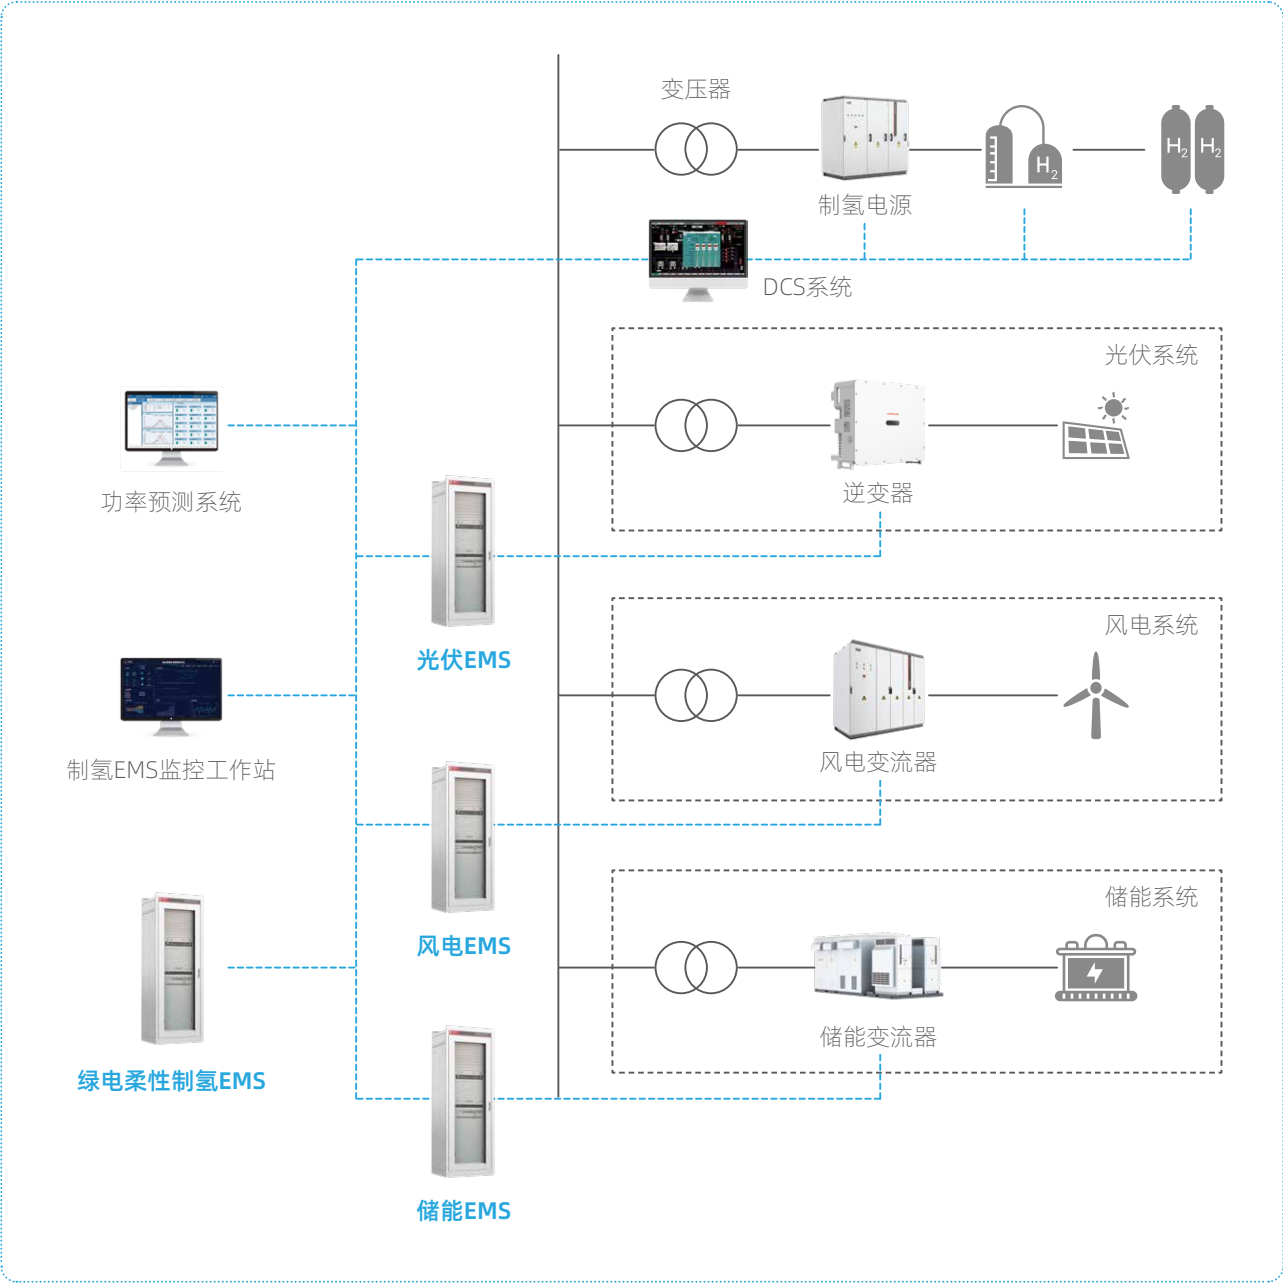 变压器
H2 H2
H2
制氢电源
DCS系统
光伏系统
功率预测系统
逆变器
光伏EMS
风电系统
制氢EMS监控工作站
风电变流器
储能系统
风电EMS
储能变流器
绿电柔性制氢EMS
储能EMS